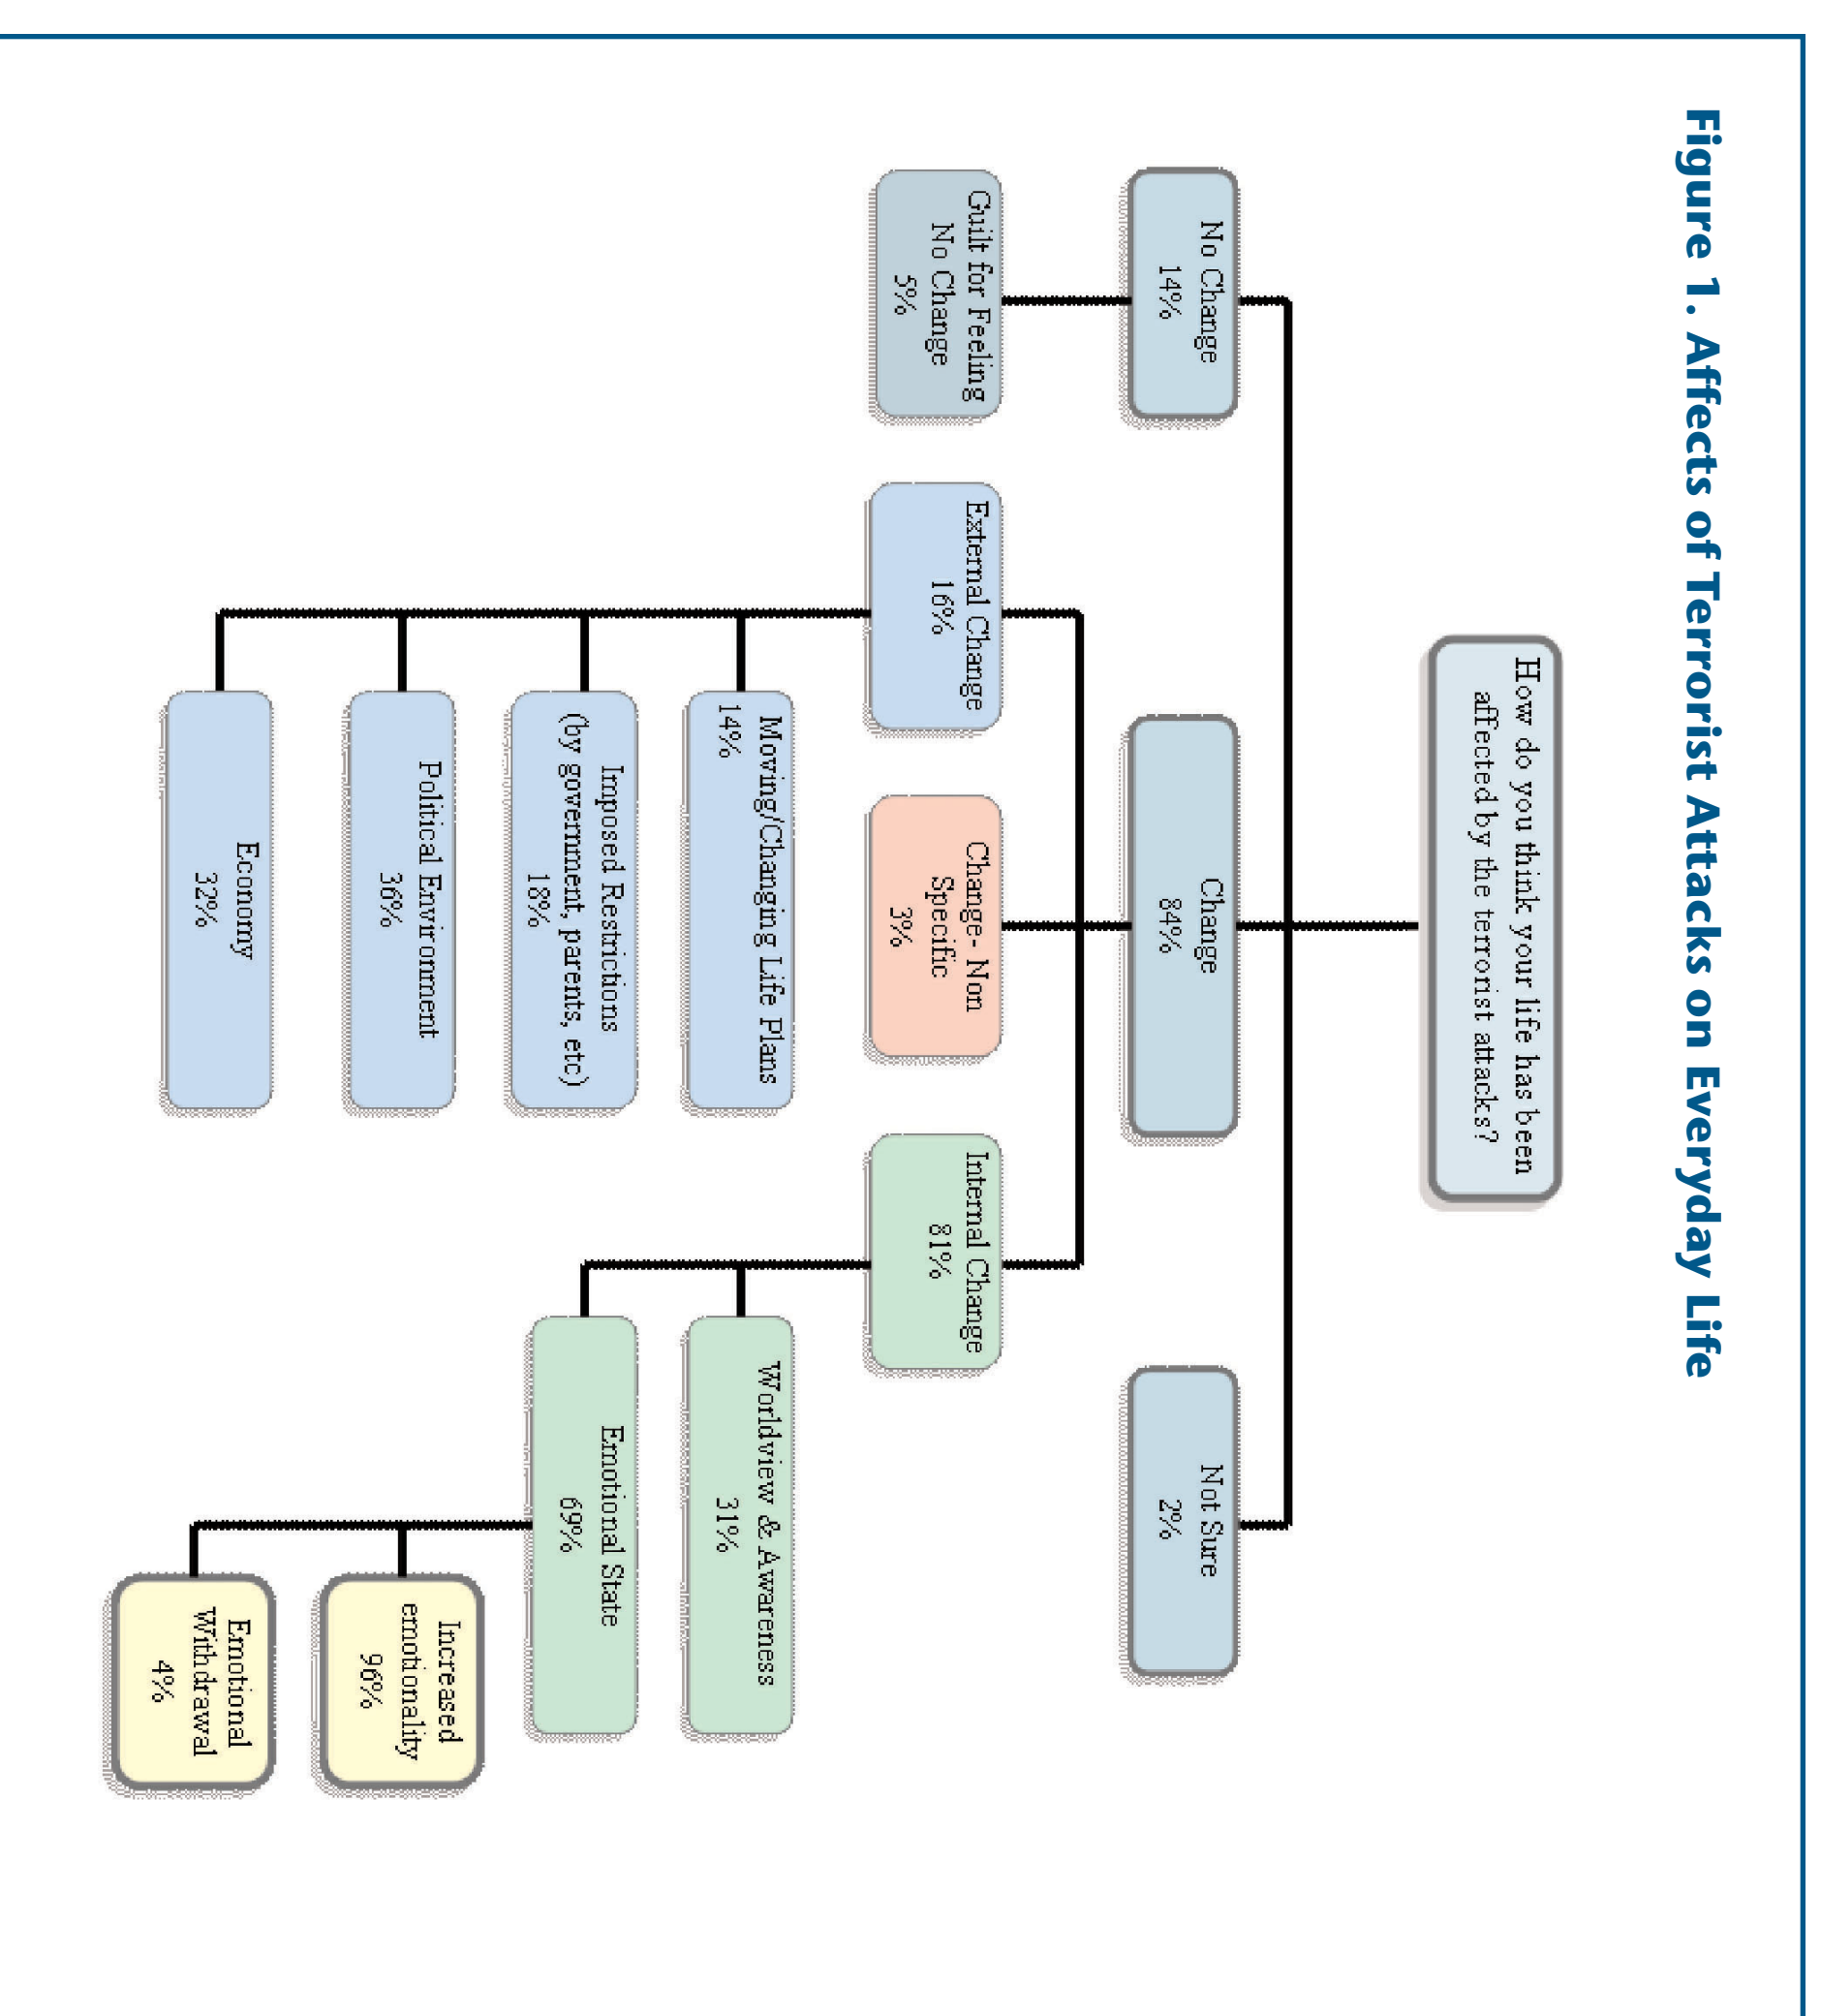 Figure 1. Affects of Terrorist Attacks on Everyday Life
How do you think your life has been
affected by the terrorist attacks?
No Change
14%
Change
84%
Not Sure
2%
Guilt for Feeling
No Change
5%
External Change
16%
Change- Non
Specific
3%
Internal Change
81%
Moving/Changing Life Plans
14%
Imposed Restrictions
(by government, parents, etc)
18%
Political Environment
36%
Economy
32%
Worldview & Awareness
31%
Emotional State
69%
Increased
emotionality
96%
Emotional
Withdrawal
4%